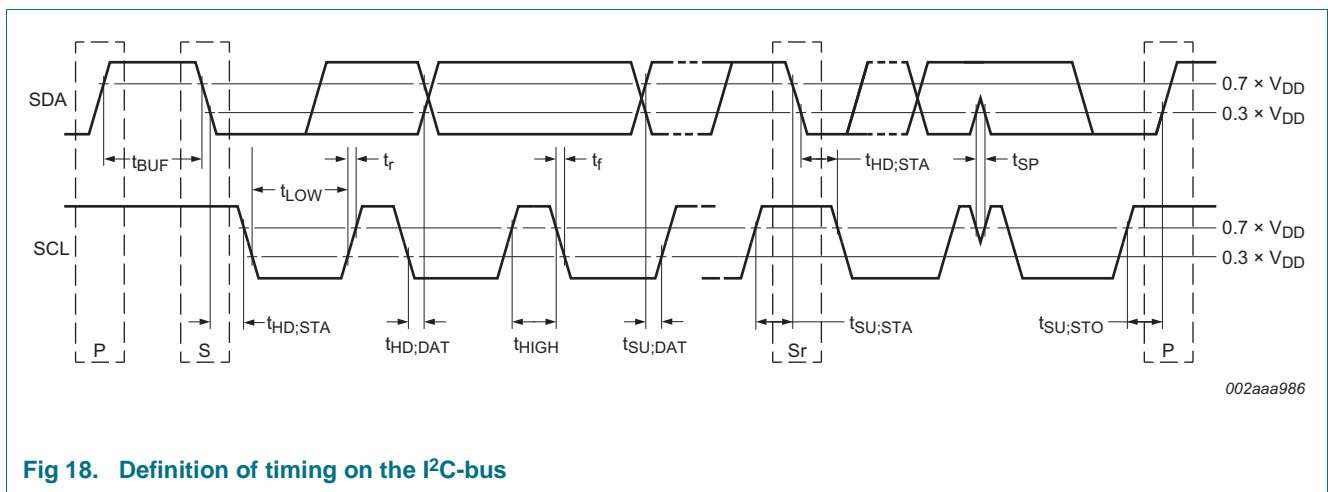 SDA
0.7 × VDD
0.3 × VDD
tBUF
tLOW
tr
tf
tHD;STA
tSP
SCL
0.7 × VDD
0.3 × VDD
tHD;STA
tHD;DAT
tHIGH
tSU;DAT
tSU;STA
tSU;STO
P
S
Sr
P
002aaa986
Fig 18. Definition of timing on the I²C-bus